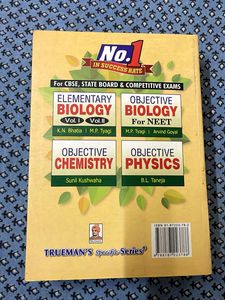 No.1
IN SUCCESS RATE
For CBSE, STATE BOARD & COMPETITIVE EXAMS
ELEMENTARY
BIOLOGY
Vol. I Vol. II
K.N. Bhatia | M.P. Tyagi
OBJECTIVE
BIOLOGY
For NEET
M.P. Tyagi | Arvind Goyal
OBJECTIVE
CHEMISTRY
Sunil Kushwaha
OBJECTIVE
PHYSICS
B.L. Taneja
TRUEMAN'S Specific Series